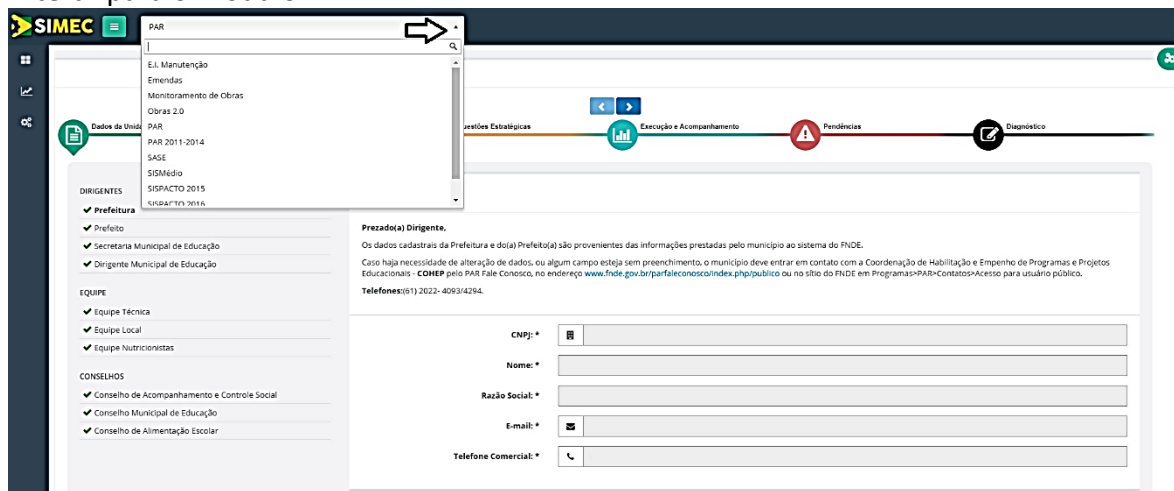 SIMEC
PAR
E.I. Manutenção
Emendas
Monitoramento de Obras
Obras 2.0
PAR
PAR 2011-2014
SASE
SISMédio
SISPACTO 2015
SISPACTO 2016
Dados da Unid
uestões Estratégicas
Execução e Acompanhamento
Pendências
Diagnóstico
DIRIGENTES
Prefeitura
Prefeito
Secretaria Municipal de Educação
Dirigente Municipal de Educação
EQUIPE
Equipe Técnica
Equipe Local
Equipe Nutricionistas
CONSELHOS
Conselho de Acompanhamento e Controle Social
Conselho Municipal de Educação
Conselho de Alimentação Escolar
Prezado(a) Dirigente,
Os dados cadastrais da Prefeitura e do(a) Prefeito(a) são provenientes das informações prestadas pelo município ao sistema do FNDE.
Caso haja necessidade de alteração de dados, ou algum campo esteja sem preenchimento, o município deve entrar em contato com a Coordenação de Habilitação e Empenho de Programas e Projetos
Educacionais - COHEP pelo PAR Fale Conosco, no endereço www.fnde.gov.br/parfaleconosco/index.php/publico ou no sítio do FNDE em Programas>PAR>Contatos>Acesso para usuário público.
Telefones:(61) 2022- 4093/4294.
CNPJ: *
Nome: *
Razão Social: *
E-mail: *
Telefone Comercial: *